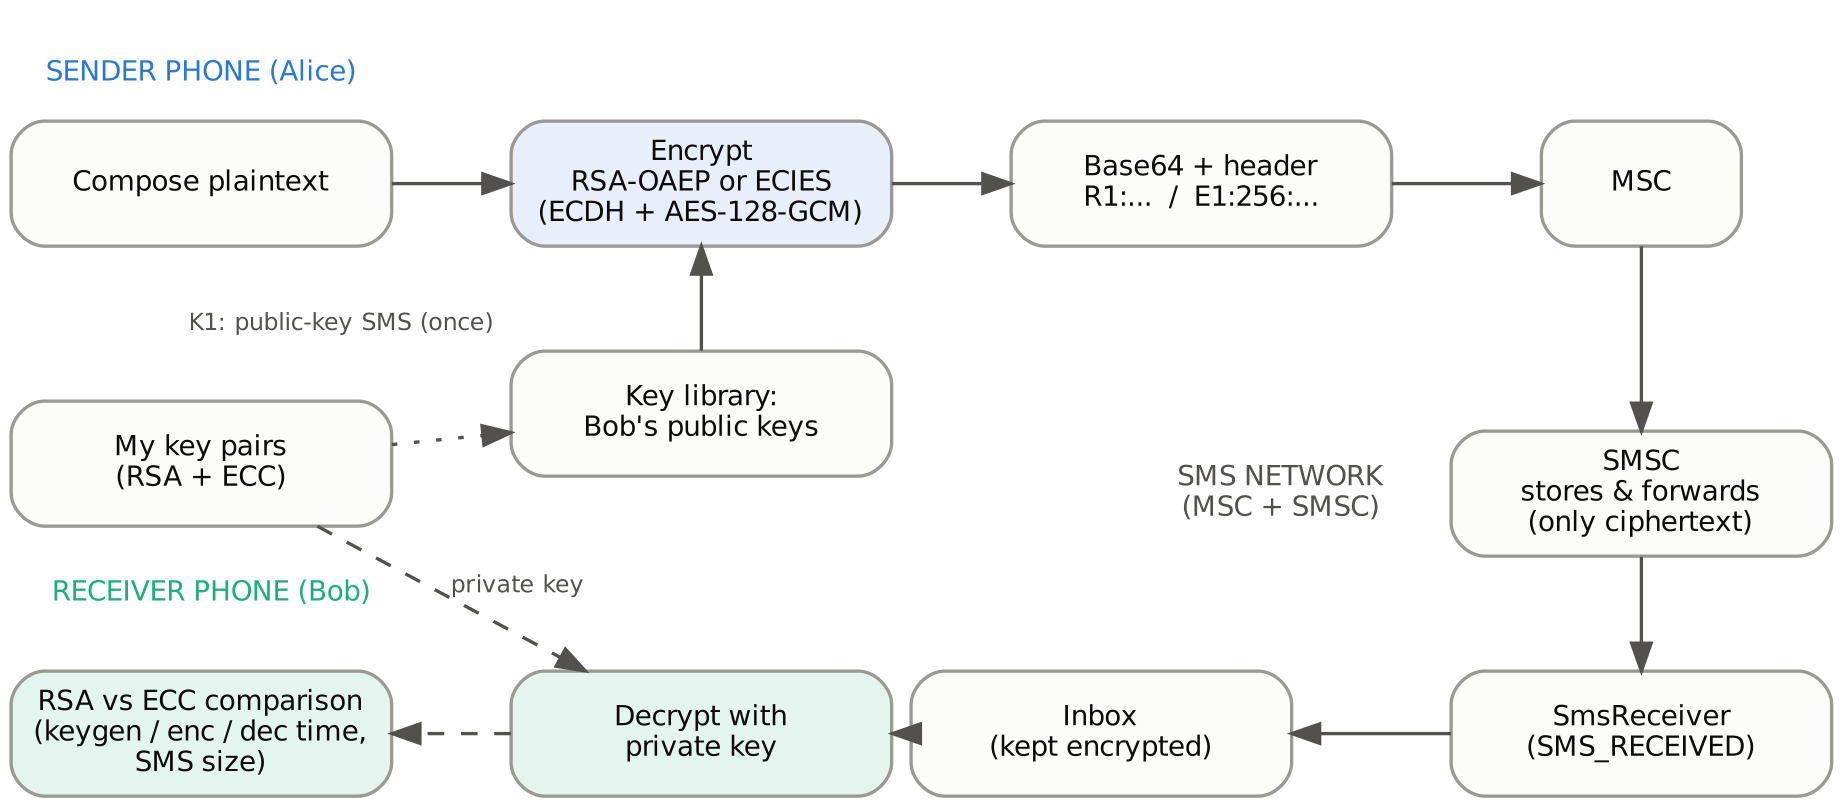 SENDER PHONE (Alice)
Compose plaintext
Encrypt
RSA-OAEP or ECIES
(ECDH + AES-128-GCM)
Base64 + header
R1:... / E1:256:...
MSC
K1: public-key SMS (once)
Key library:
Bob's public keys
My key pairs
(RSA + ECC)
SMS NETWORK
(MSC + SMSC)
SMSC
stores & forwards
(only ciphertext)
private key
RECEIVER PHONE (Bob)
RSA vs ECC comparison
(keygen / enc / dec time,
SMS size)
Decrypt with
private key
Inbox
(kept encrypted)
SmsReceiver
(SMS_RECEIVED)